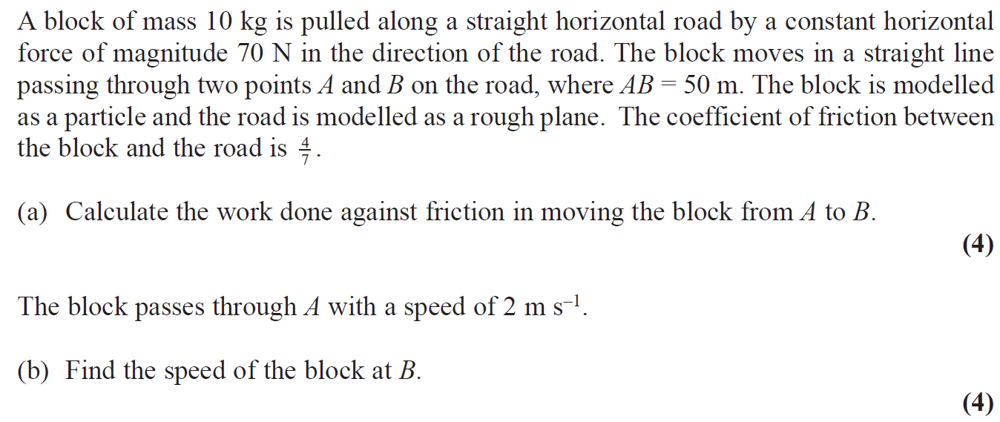 A block of mass 10 kg is pulled along a straight horizontal road by a constant horizontal
force of magnitude 70 N in the direction of the road. The block moves in a straight line
passing through two points A and B on the road, where AB = 50 m. The block is modelled
as a particle and the road is modelled as a rough plane. The coefficient of friction between
the block and the road is 4/7.
(a) Calculate the work done against friction in moving the block from A to B.
(4)
The block passes through A with a speed of 2 m s⁻¹.
(b) Find the speed of the block at B.
(4)